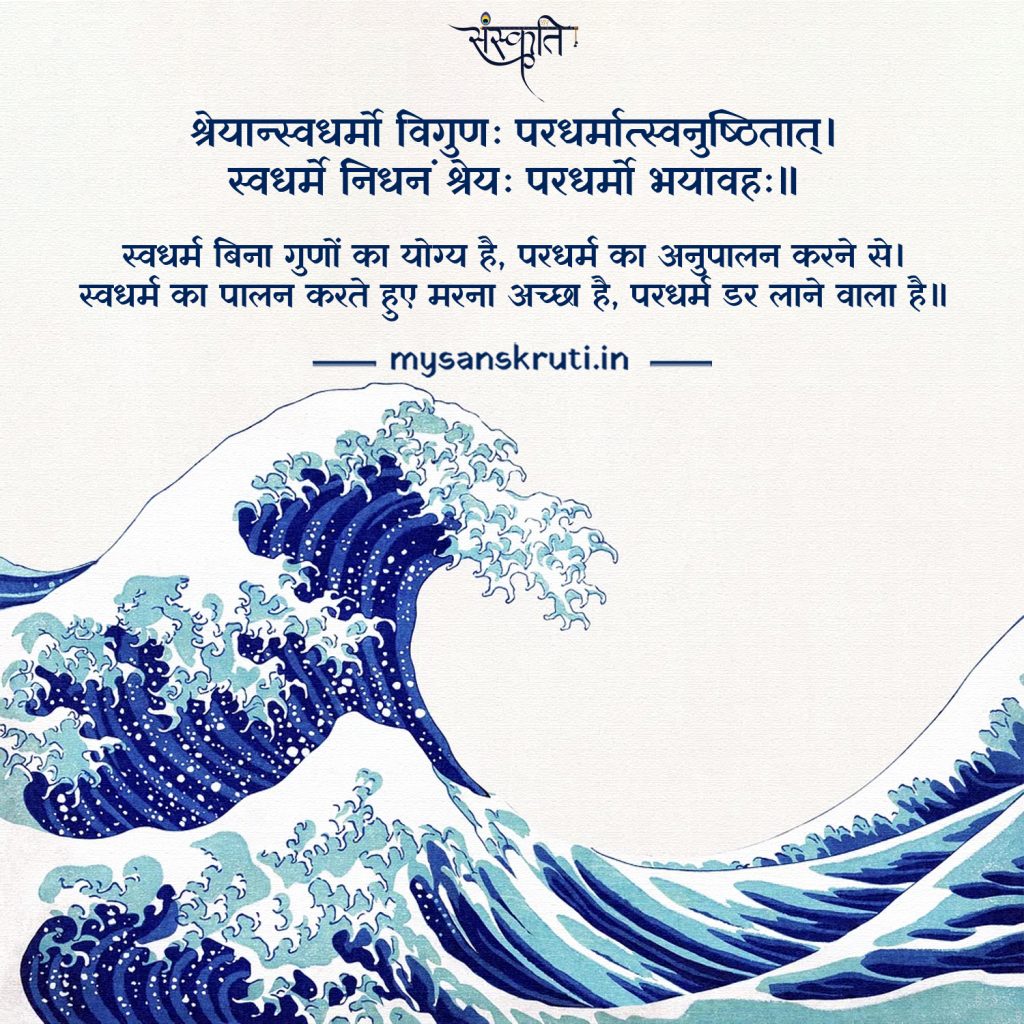 संस्कृति
श्रेयान्स्वधर्मो विगुणः परधर्मात्स्वनुष्ठितात्।
स्वधर्मे निधनं श्रेयः परधर्मो भयावहः॥
स्वधर्म बिना गुणों का योग्य है, परधर्म का अनुपालन करने से।
स्वधर्म का पालन करते हुए मरना अच्छा है, परधर्म डर लाने वाला है॥
mysanskruti.in